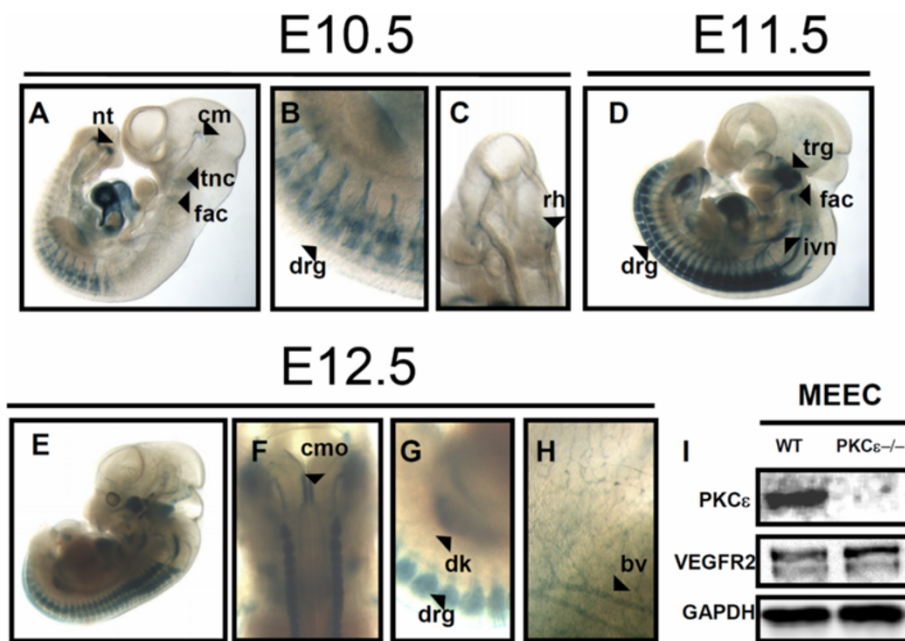 E10.5 E11.5
A nt cm B C D
tnc trg
rh
fac fac
drg drg ivn
E12.5
MEEC
E F cmo G H I WT PKCε–/–
PKCε
dk bv VEGFR2
drg
GAPDH